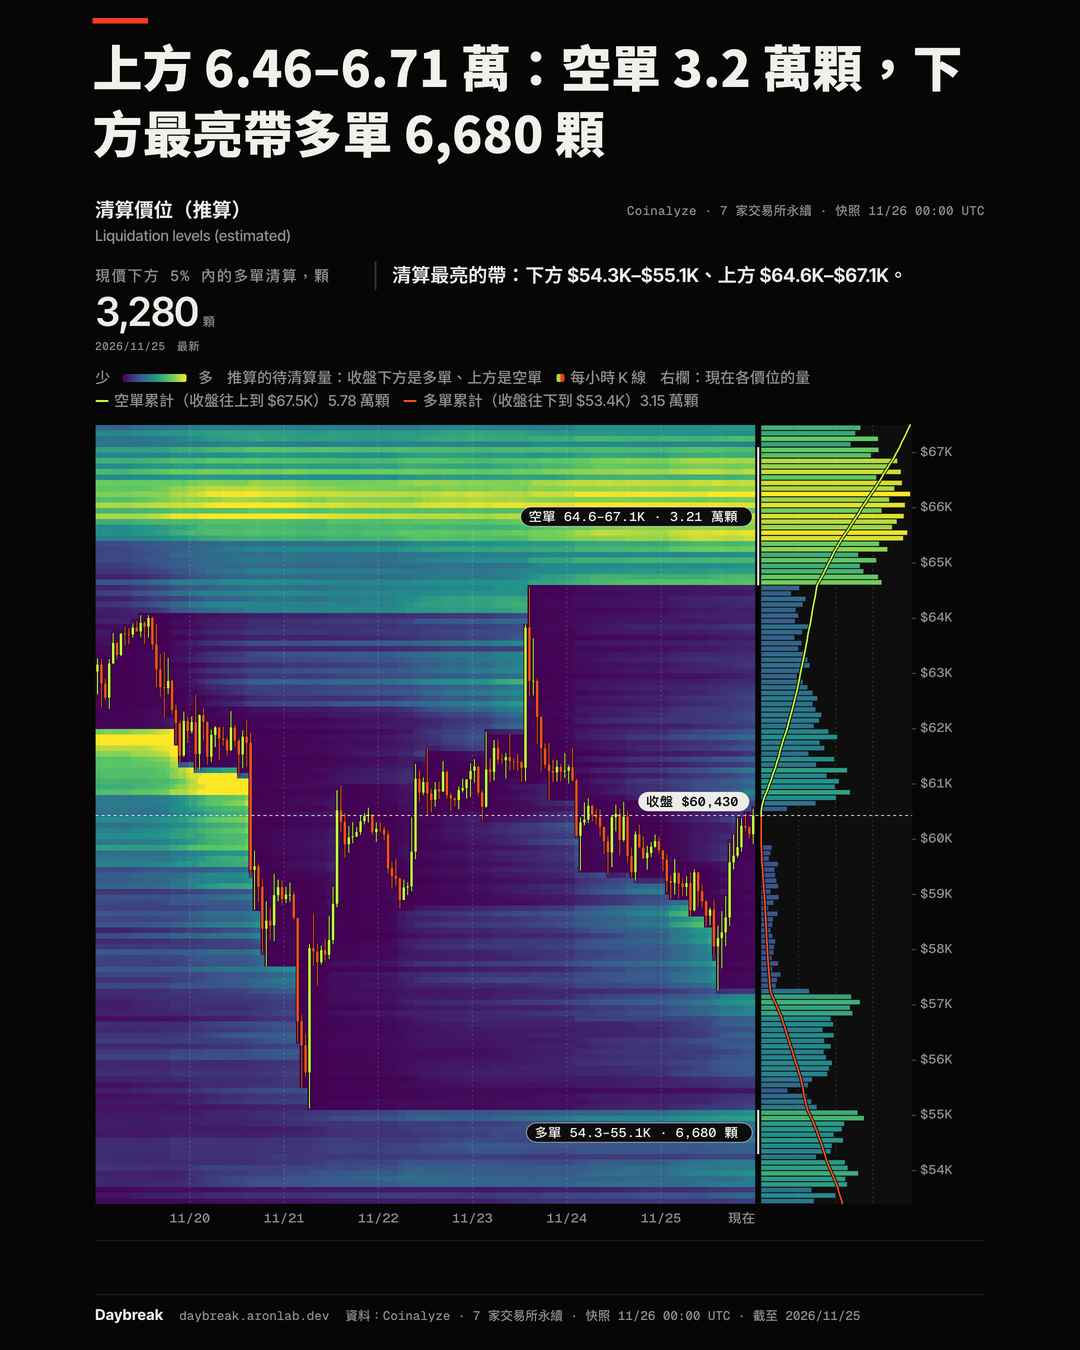 上方 6.46–6.71 萬：空單 3.2 萬顆，下
方最亮帶多單 6,680 顆
清算價位（推算）
Coinalyze · 7 家交易所永續 · 快照 11/26 00:00 UTC
Liquidation levels (estimated)
現價下方 5% 內的多單清算，顆
清算最亮的帶：下方 $54.3K–$55.1K、上方 $64.6K–$67.1K。
3,280 顆
2026/11/25 最新
少 多 推算的待清算量：收盤下方是多單、上方是空單 每小時 K 線 右欄：現在各價位的量
空單累計（收盤往上到 $67.5K）5.78 萬顆 多單累計（收盤往下到 $53.4K）3.15 萬顆
$67K
$66K
空單 64.6–67.1K · 3.21 萬顆
$65K
$64K
$63K
$62K
$61K
收盤 $60,430
$60K
$59K
$58K
$57K
$56K
$55K
多單 54.3–55.1K · 6,680 顆
$54K
11/20 11/21 11/22 11/23 11/24 11/25 現在
Daybreak daybreak.aronlab.dev 資料：Coinalyze · 7 家交易所永續 · 快照 11/26 00:00 UTC · 截至 2026/11/25